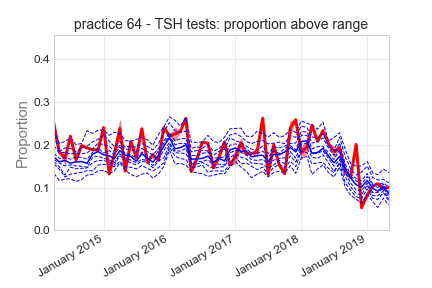 practice 64 - TSH tests: proportion above range
Proportion
0.4
0.3
0.2
0.1
0.0
January 2015
January 2016
January 2017
January 2018
January 2019